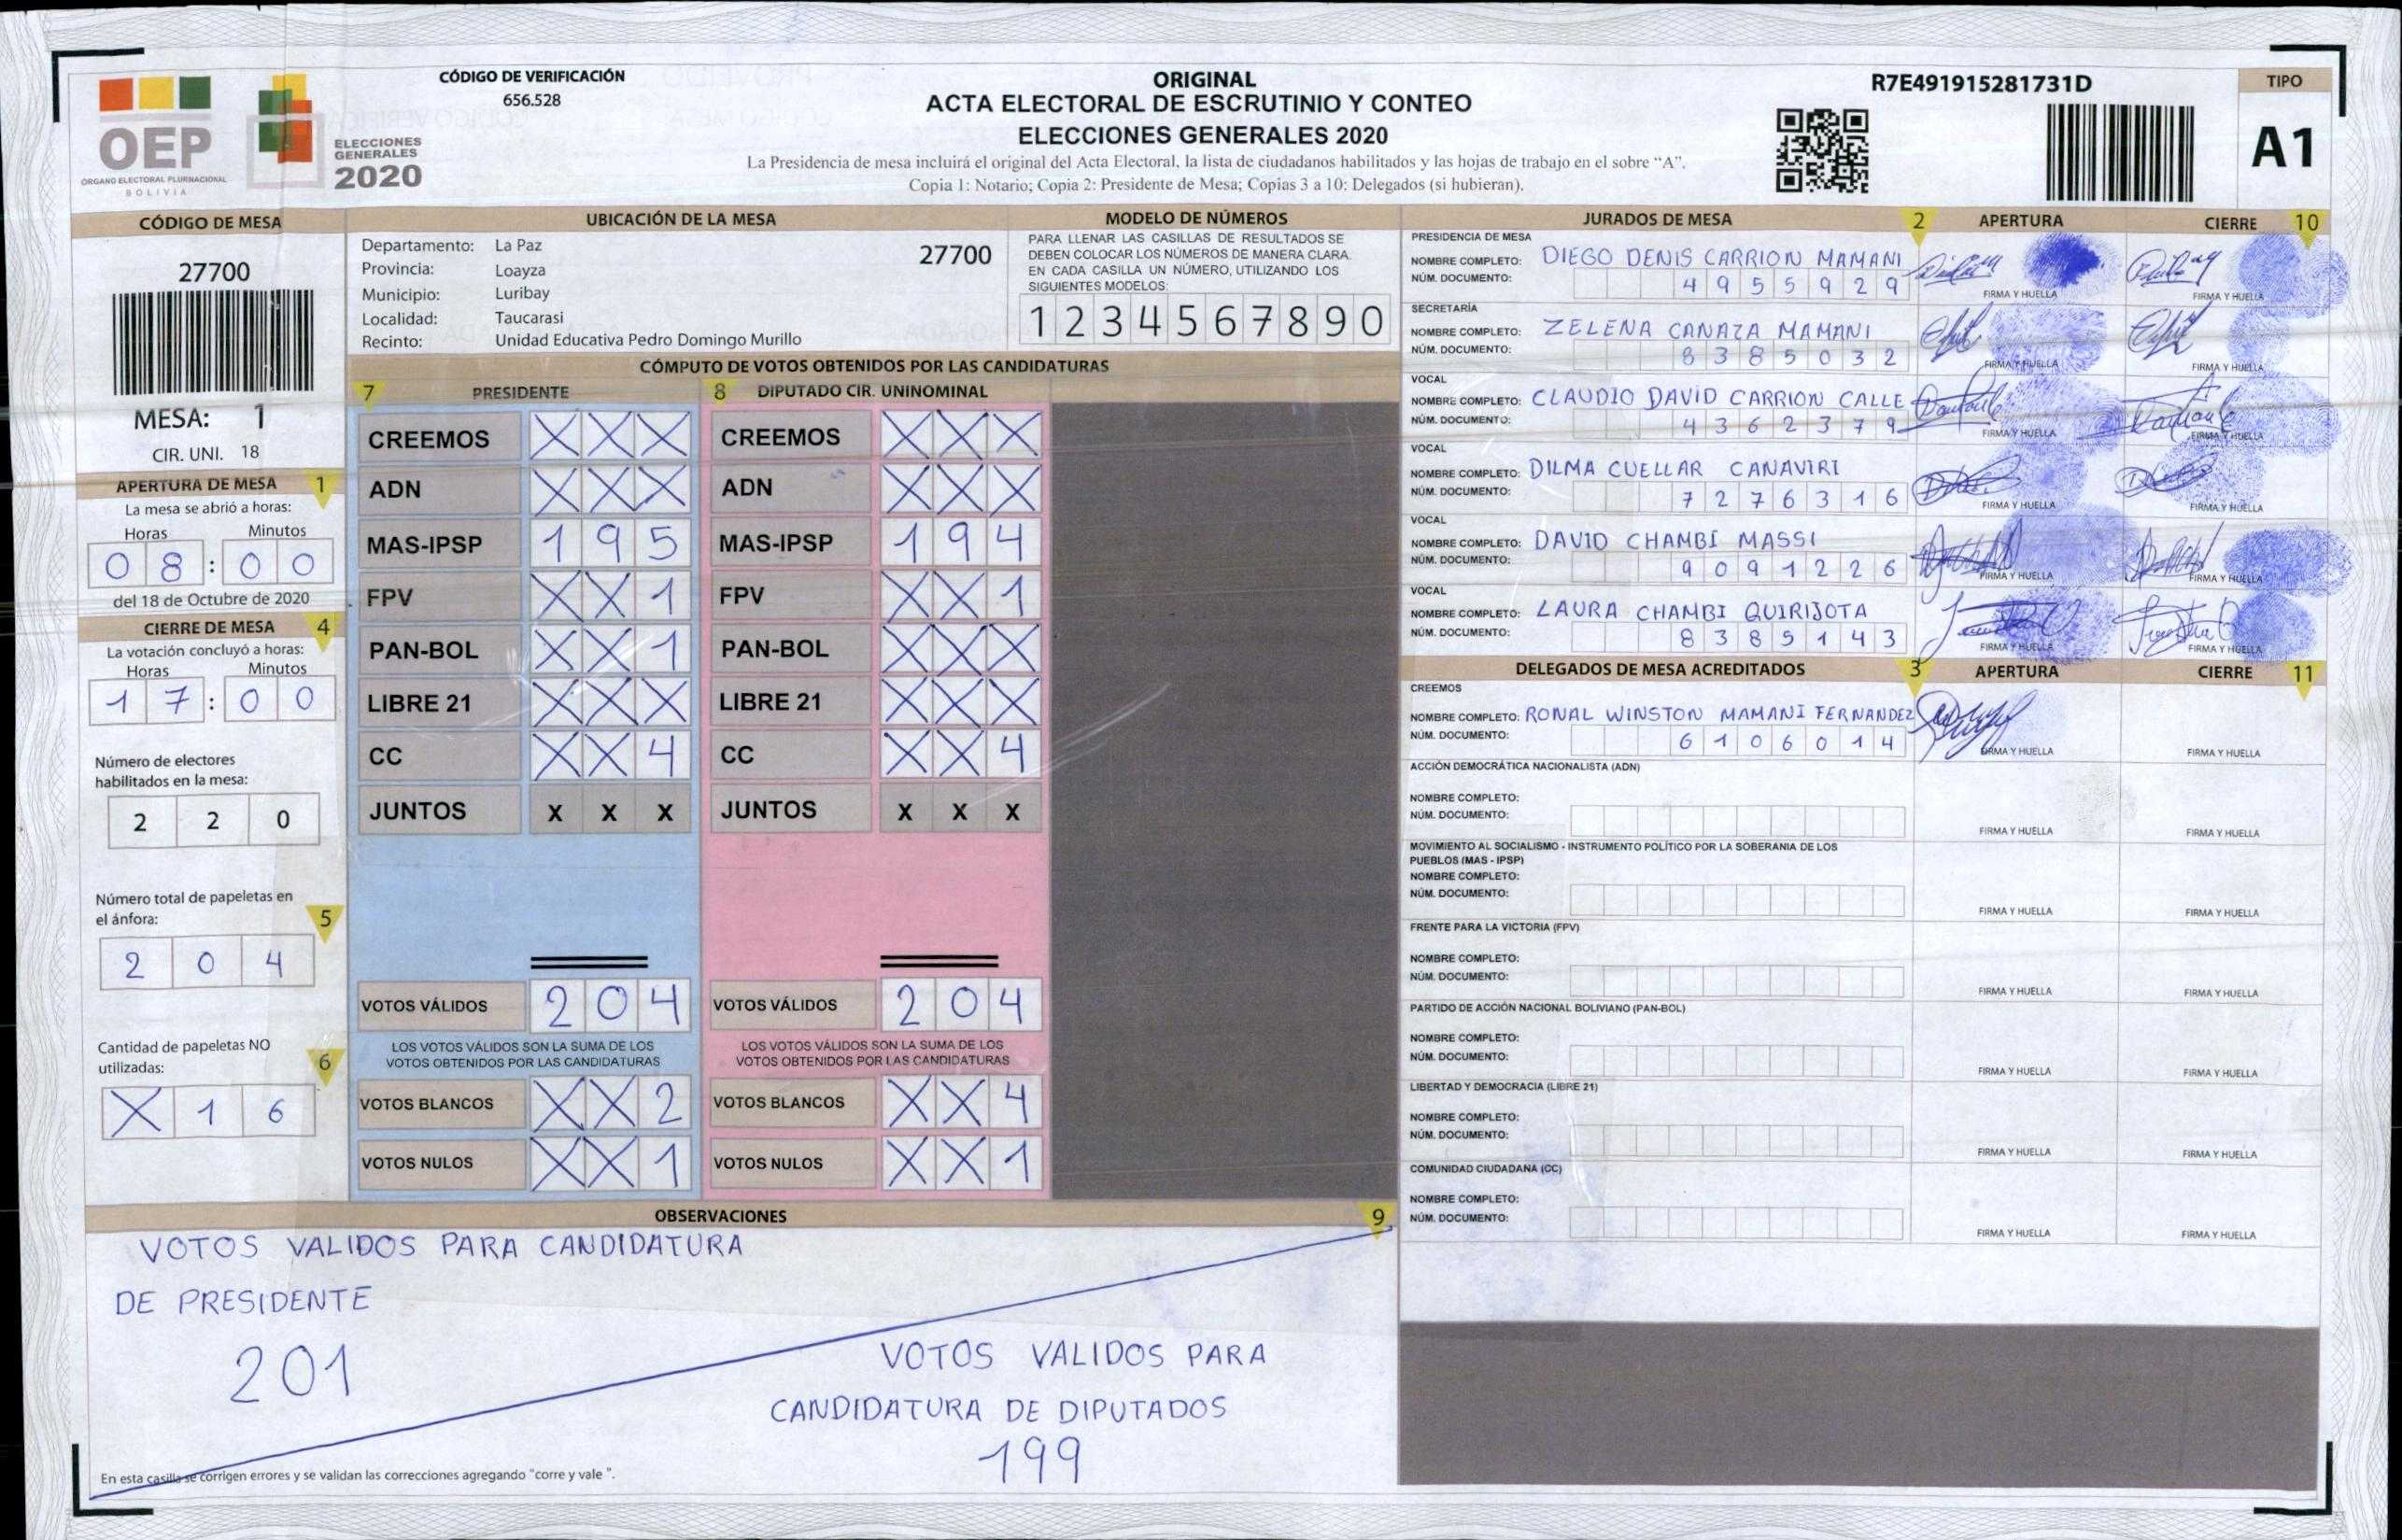 OEP
ÓRGANO ELECTORAL PLURINACIONAL
BOLIVIA
ELECCIONES
GENERALES
2020
CÓDIGO DE VERIFICACIÓN
656.528
ORIGINAL
ACTA ELECTORAL DE ESCRUTINIO Y CONTEO
ELECCIONES GENERALES 2020
La Presidencia de mesa incluirá el original del Acta Electoral, la lista de ciudadanos habilitados y las hojas de trabajo en el sobre “A”.
Copia 1: Notario; Copia 2: Presidente de Mesa; Copias 3 a 10: Delegados (si hubieran).
R7E491915281731D
TIPO
A1
CÓDIGO DE MESA
27700
MESA: 1
CIR. UNI. 18
APERTURA DE MESA 1
La mesa se abrió a horas:
Horas Minutos
0 8 : 0 0
del 18 de Octubre de 2020
CIERRE DE MESA 4
La votación concluyó a horas:
Horas Minutos
1 7 : 0 0
Número de electores
habilitados en la mesa:
2 2 0
Número total de papeletas en
el ánfora: 5
2 0 4
Cantidad de papeletas NO
utilizadas: 6
X 1 6
UBICACIÓN DE LA MESA
Departamento: La Paz 27700
Provincia: Loayza
Municipio: Luribay
Localidad: Taucarasi
Recinto: Unidad Educativa Pedro Domingo Murillo
MODELO DE NÚMEROS
PARA LLENAR LAS CASILLAS DE RESULTADOS SE
DEBEN COLOCAR LOS NÚMEROS DE MANERA CLARA.
EN CADA CASILLA UN NÚMERO, UTILIZANDO LOS
SIGUIENTES MODELOS:
1 2 3 4 5 6 7 8 9 0
CÓMPUTO DE VOTOS OBTENIDOS POR LAS CANDIDATURAS
7 PRESIDENTE
CREEMOS X X X
ADN X X X
MAS-IPSP 1 9 5
FPV X X 1
PAN-BOL X X 1
LIBRE 21 X X X
CC X X 4
JUNTOS X X X
VOTOS VÁLIDOS 2 0 4
LOS VOTOS VÁLIDOS SON LA SUMA DE LOS
VOTOS OBTENIDOS POR LAS CANDIDATURAS
VOTOS BLANCOS X X 2
VOTOS NULOS X X 1
8 DIPUTADO CIR. UNINOMINAL
CREEMOS X X X
ADN X X X
MAS-IPSP 1 9 4
FPV X X 1
PAN-BOL X X X
LIBRE 21 X X X
CC X X 4
JUNTOS X X X
VOTOS VÁLIDOS 2 0 4
LOS VOTOS VÁLIDOS SON LA SUMA DE LOS
VOTOS OBTENIDOS POR LAS CANDIDATURAS
VOTOS BLANCOS X X 4
VOTOS NULOS X X 1
OBSERVACIONES 9
VOTOS VALIDOS PARA CANDIDATURA
DE PRESIDENTE
201
VOTOS VALIDOS PARA
CANDIDATURA DE DIPUTADOS
199
En esta casilla se corrigen errores y se validan las correcciones agregando "corre y vale ".
JURADOS DE MESA 2 APERTURA CIERRE 10
PRESIDENCIA DE MESA
NOMBRE COMPLETO: DIEGO DENIS CARRION MAMANI
NÚM. DOCUMENTO: 4 9 5 5 9 2 9
FIRMA Y HUELLA FIRMA Y HUELLA
SECRETARÍA
NOMBRE COMPLETO: ZELENA CANAZA MAMANI
NÚM. DOCUMENTO: 8 3 8 5 0 3 2
FIRMA Y HUELLA FIRMA Y HUELLA
VOCAL
NOMBRE COMPLETO: CLAUDIO DAVID CARRION CALLE
NÚM. DOCUMENTO: 4 3 6 2 3 7 9
FIRMA Y HUELLA FIRMA Y HUELLA
VOCAL
NOMBRE COMPLETO: DILMA CUELLAR CANAVIRI
NÚM. DOCUMENTO: 7 2 7 6 3 1 6
FIRMA Y HUELLA FIRMA Y HUELLA
VOCAL
NOMBRE COMPLETO: DAVID CHAMBI MASSI
NÚM. DOCUMENTO: 9 0 9 1 2 2 6
FIRMA Y HUELLA FIRMA Y HUELLA
VOCAL
NOMBRE COMPLETO: LAURA CHAMBI QUIRIJOTA
NÚM. DOCUMENTO: 8 3 8 5 1 4 3
FIRMA Y HUELLA FIRMA Y HUELLA
DELEGADOS DE MESA ACREDITADOS 3 APERTURA CIERRE 11
CREEMOS
NOMBRE COMPLETO: RONAL WINSTON MAMANI FERNANDEZ
NÚM. DOCUMENTO: 6 1 0 6 0 1 4
FIRMA Y HUELLA FIRMA Y HUELLA
ACCIÓN DEMOCRÁTICA NACIONALISTA (ADN)
NOMBRE COMPLETO:
NÚM. DOCUMENTO:
FIRMA Y HUELLA FIRMA Y HUELLA
MOVIMIENTO AL SOCIALISMO - INSTRUMENTO POLÍTICO POR LA SOBERANIA DE LOS
PUEBLOS (MAS - IPSP)
NOMBRE COMPLETO:
NÚM. DOCUMENTO:
FIRMA Y HUELLA FIRMA Y HUELLA
FRENTE PARA LA VICTORIA (FPV)
NOMBRE COMPLETO:
NÚM. DOCUMENTO:
FIRMA Y HUELLA FIRMA Y HUELLA
PARTIDO DE ACCIÓN NACIONAL BOLIVIANO (PAN-BOL)
NOMBRE COMPLETO:
NÚM. DOCUMENTO:
FIRMA Y HUELLA FIRMA Y HUELLA
LIBERTAD Y DEMOCRACIA (LIBRE 21)
NOMBRE COMPLETO:
NÚM. DOCUMENTO:
FIRMA Y HUELLA FIRMA Y HUELLA
COMUNIDAD CIUDADANA (CC)
NOMBRE COMPLETO:
NÚM. DOCUMENTO:
FIRMA Y HUELLA FIRMA Y HUELLA